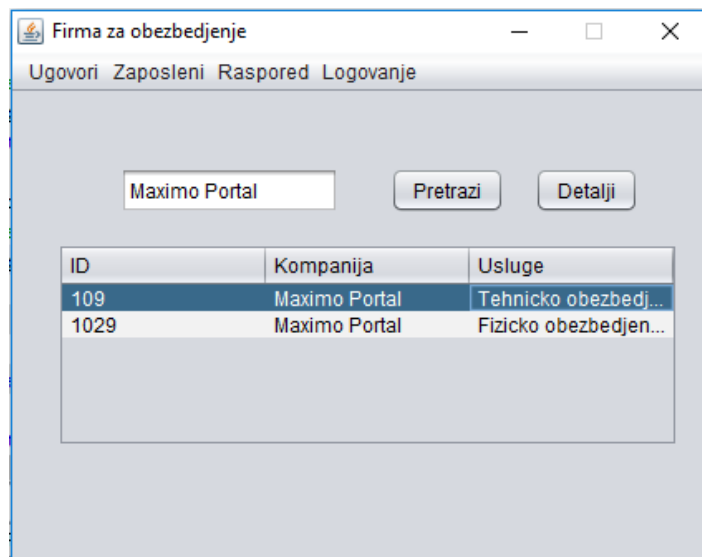 Firma za obezbedjenje
Ugovori Zaposleni Raspored Logovanje
Maximo Portal Pretrazi Detalji
ID Kompanija Usluge
109 Maximo Portal Tehnicko obezbedj...
1029 Maximo Portal Fizicko obezbedjen...